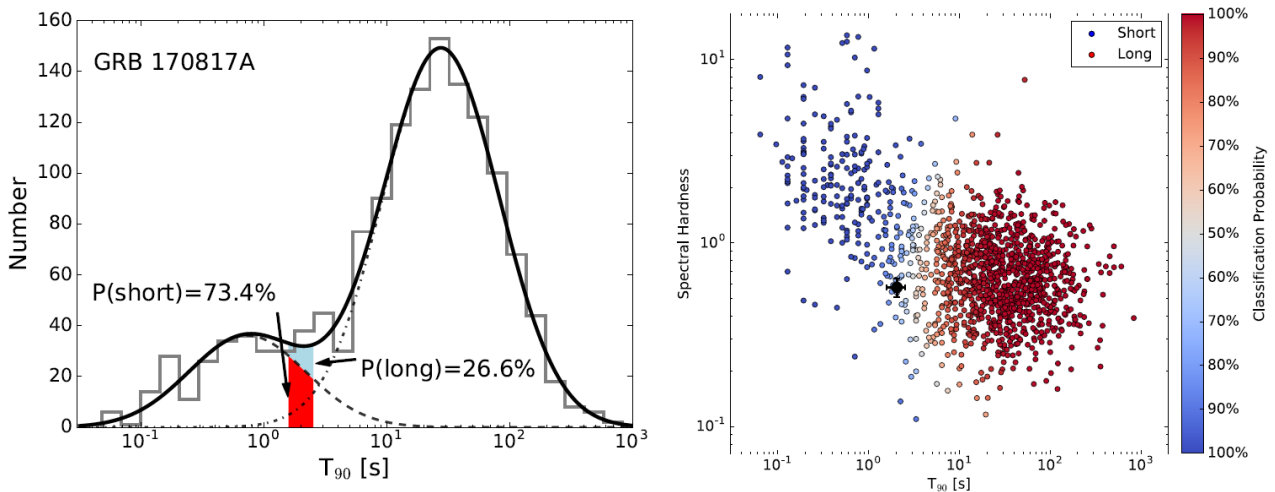 160
140
120
100
80
60
40
20
0
Number
GRB 170817A
P(short)=73.4%
P(long)=26.6%
10⁻¹ 10⁰ 10¹ 10² 10³
T₉₀ [s]
10¹
10⁰
10⁻¹
Spectral Hardness
Short
Long
10⁻¹ 10⁰ 10¹ 10² 10³
T₉₀ [s]
100%
90%
80%
70%
60%
50%
60%
70%
80%
90%
100%
Classification Probability